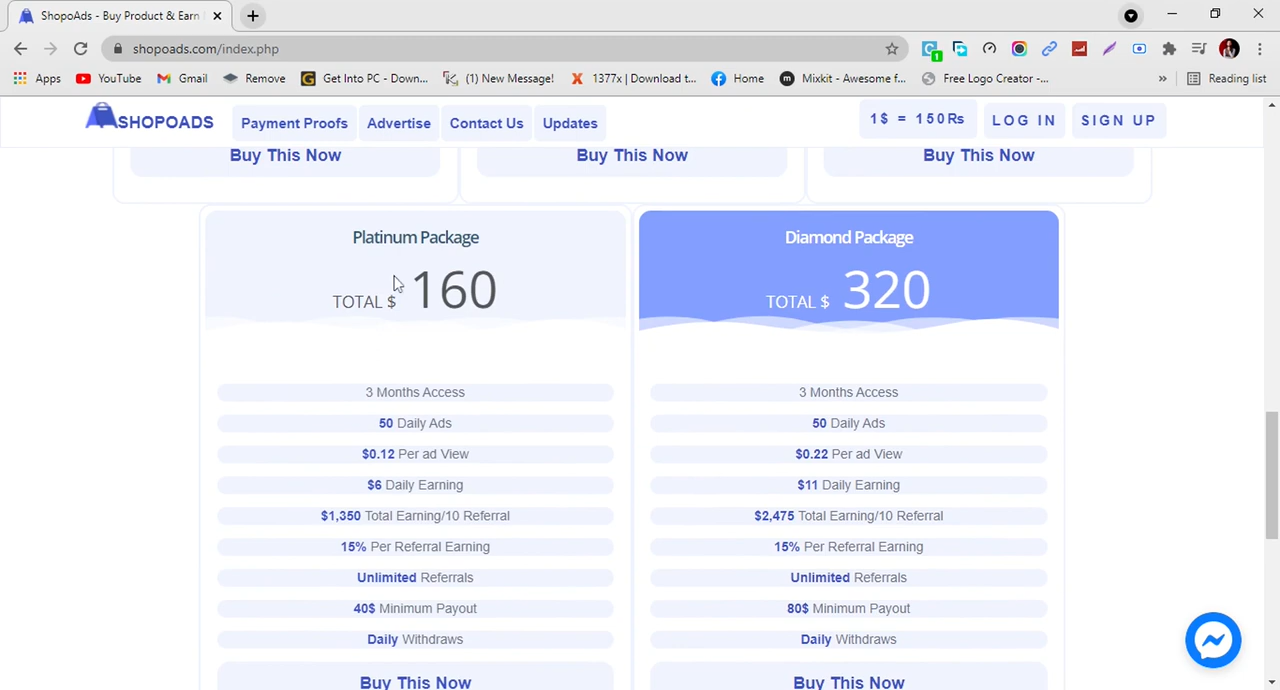 ShopoAds - Buy Product & Earn
shopoads.com/index.php
Apps YouTube Gmail Remove Get Into PC - Down... (1) New Message! 1377x | Download t... Home Mixkit - Awesome f... Free Logo Creator -... » Reading list
SHOPOADS Payment Proofs Advertise Contact Us Updates 1$ = 150Rs LOG IN SIGN UP
Buy This Now Buy This Now Buy This Now
Platinum Package
TOTAL $ 160
3 Months Access
50 Daily Ads
$0.12 Per ad View
$6 Daily Earning
$1,350 Total Earning/10 Referral
15% Per Referral Earning
Unlimited Referrals
40$ Minimum Payout
Daily Withdraws
Buy This Now
Diamond Package
TOTAL $ 320
3 Months Access
50 Daily Ads
$0.22 Per ad View
$11 Daily Earning
$2,475 Total Earning/10 Referral
15% Per Referral Earning
Unlimited Referrals
80$ Minimum Payout
Daily Withdraws
Buy This Now